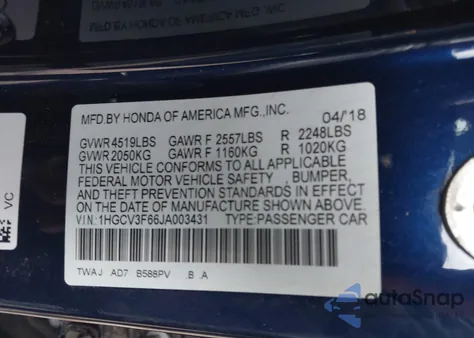 MFD.BY HONDA OF AMERICA MFG.,INC. 04/18
GVWR 4519LBS GAWR F 2557LBS R 2248LBS
GVWR 2050KG GAWR F 1160KG R 1020KG
THIS VEHICLE CONFORMS TO ALL APPLICABLE
FEDERAL MOTOR VEHICLE SAFETY , BUMPER,
AND THEFT PREVENTION STANDARDS IN EFFECT
ON THE DATE OF MANUFACTURE SHOWN ABOVE.
V.I.N: 1HGCV3F66JA003431 TYPE:PASSENGER CAR
TWAJ AD7 B588PV .B .A
VC
autoSnap